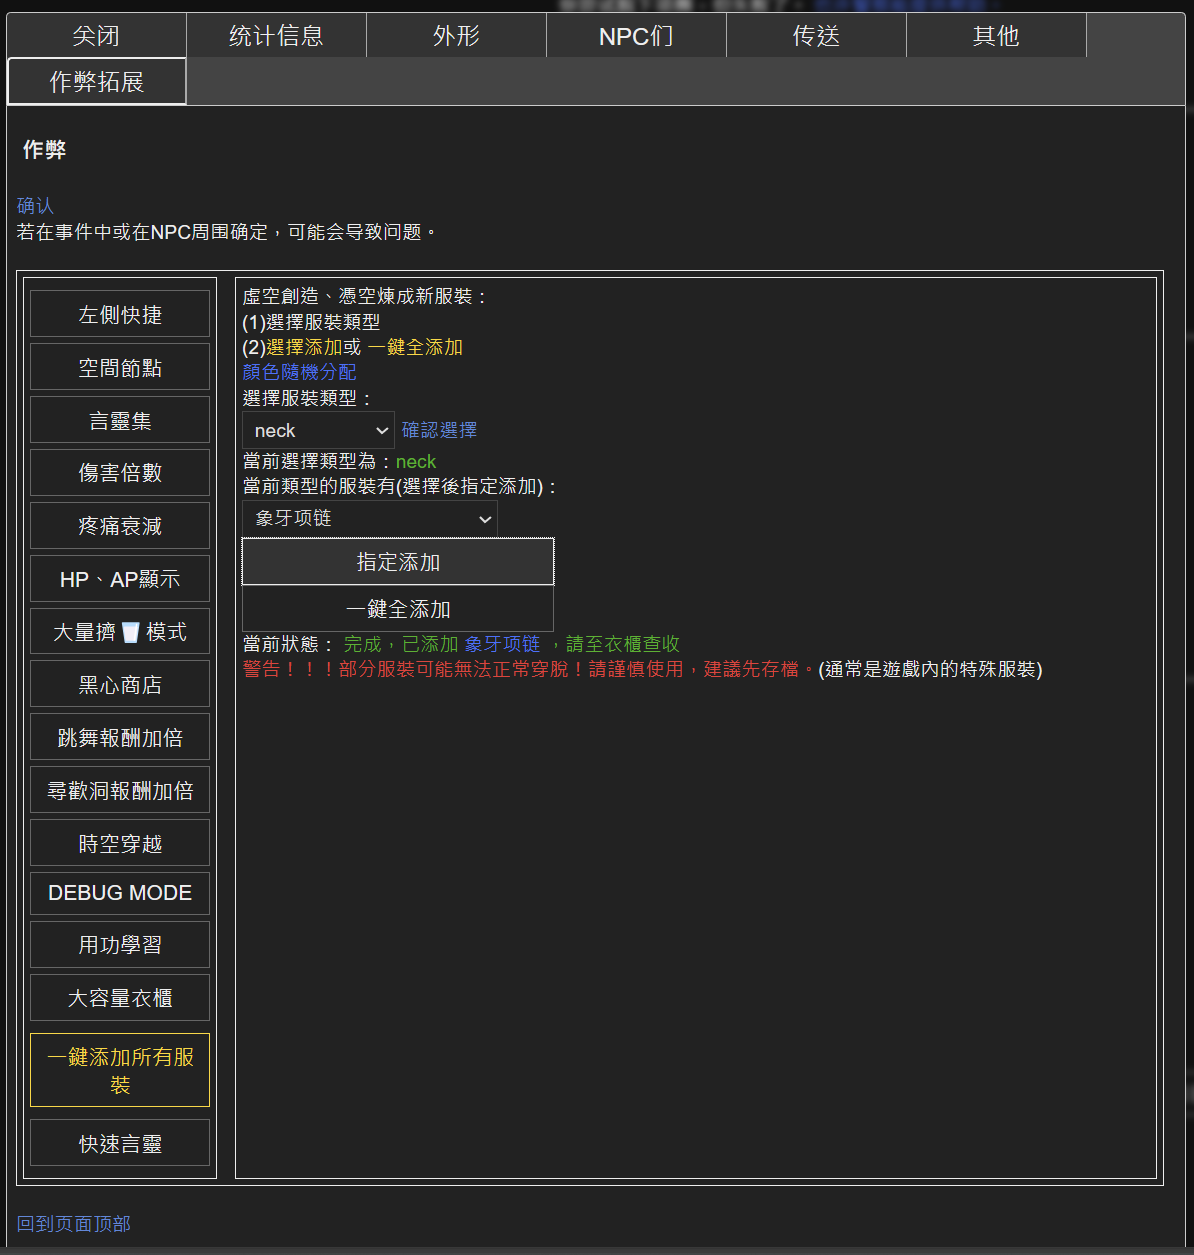 关闭
统计信息
外形
NPC们
传送
其他
作弊拓展
作弊
确认
若在事件中或在NPC周围确定，可能会导致问题。
左側快捷
空間節點
言靈集
傷害倍數
疼痛衰減
HP、AP顯示
大量擠🥛模式
黑心商店
跳舞報酬加倍
尋歡洞報酬加倍
時空穿越
DEBUG MODE
用功學習
大容量衣櫃
一鍵添加所有服
裝
快速言靈
虛空創造、憑空煉成新服裝：
(1)選擇服裝類型
(2)選擇添加或 一鍵全添加
顏色隨機分配
選擇服裝類型：
neck 確認選擇
當前選擇類型為：neck
當前類型的服裝有(選擇後指定添加)：
象牙项链
指定添加
一鍵全添加
當前狀態： 完成，已添加 象牙项链 ，請至衣櫃查收
警告！！！部分服裝可能無法正常穿脫！請謹慎使用，建議先存檔。(通常是遊戲內的特殊服裝)
回到页面顶部